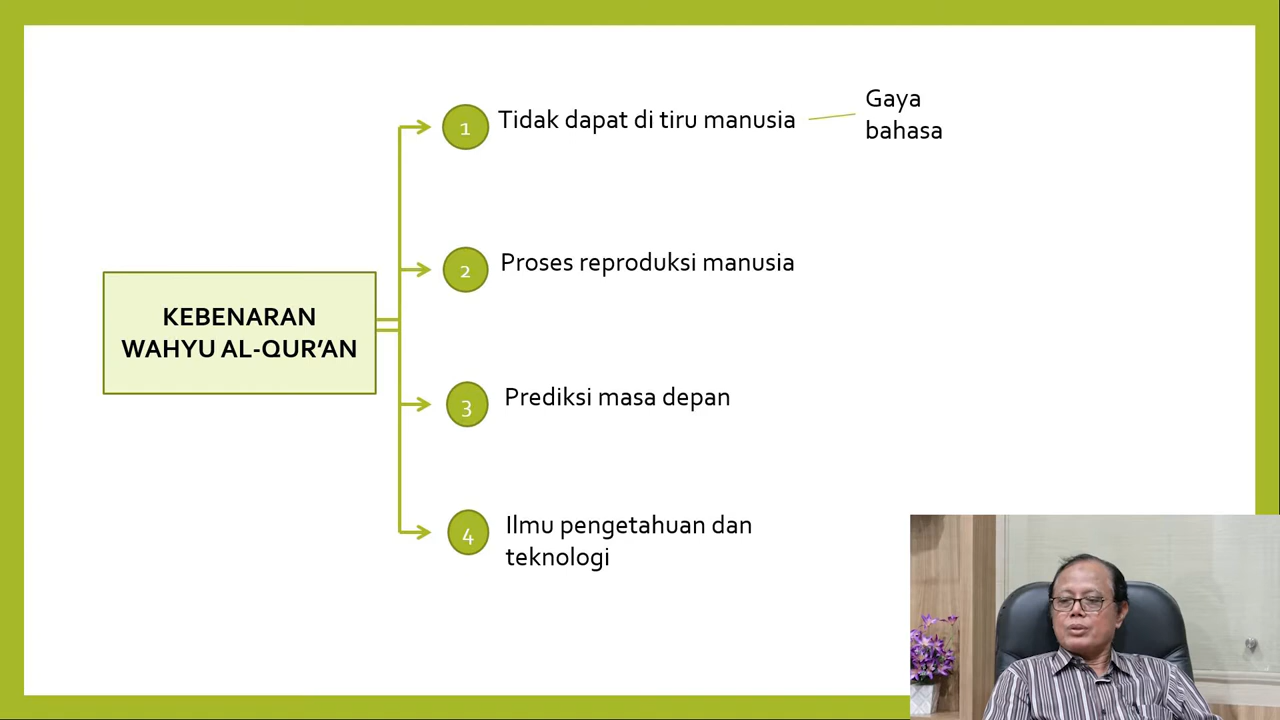 KEBENARAN
WAHYU AL-QUR’AN
1
Tidak dapat di tiru manusia
Gaya
bahasa
2
Proses reproduksi manusia
3
Prediksi masa depan
4
Ilmu pengetahuan dan
teknologi